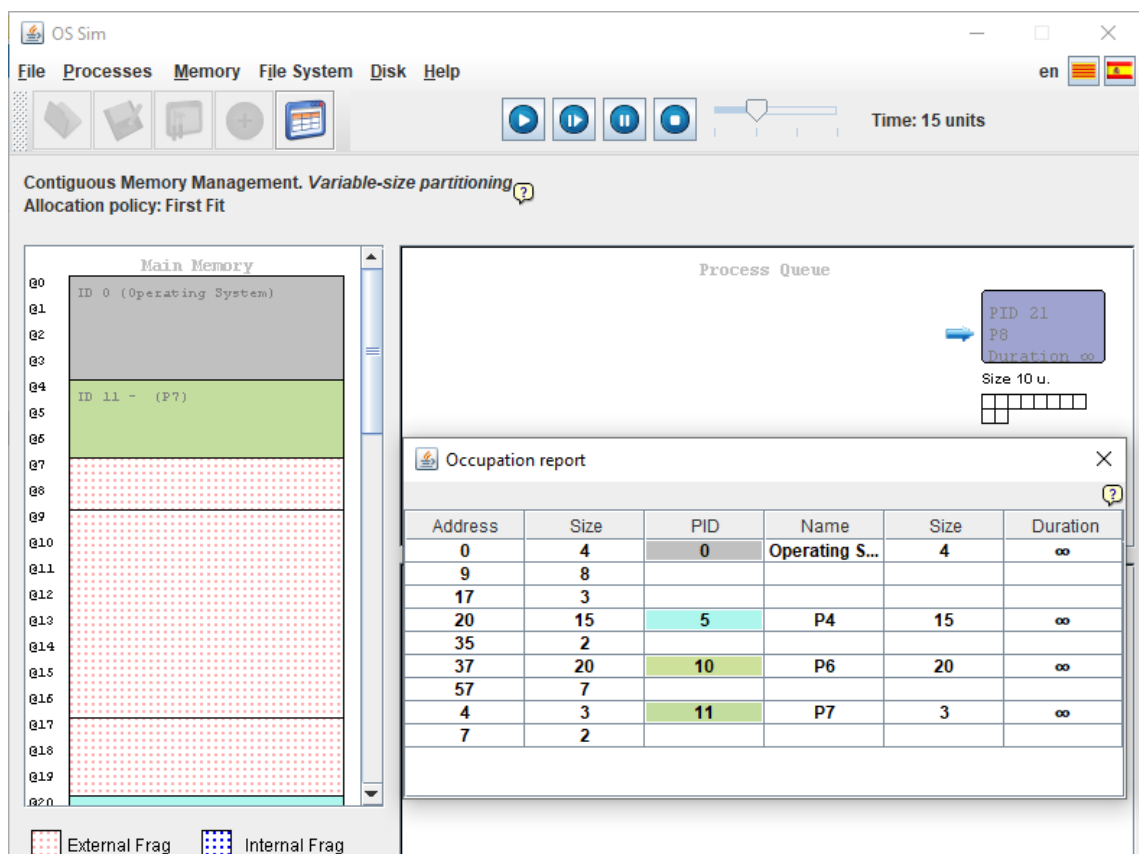 OS Sim
File Processes Memory File System Disk Help en
Time: 15 units
Contiguous Memory Management. Variable-size partitioning ?
Allocation policy: First Fit
Main Memory
@0
ID 0 (Operating System)
@1
@2
@3
@4
ID 11 - (P7)
@5
@6
@7
@8
@9
@10
@11
@12
@13
@14
@15
@16
@17
@18
@19
@20
External Frag Internal Frag
Process Queue
PID 21
P8
Duration ∞
Size 10 u.
Occupation report
?
Address Size PID Name Size Duration
0 4 0 Operating S... 4 ∞
9 8
17 3
20 15 5 P4 15 ∞
35 2
37 20 10 P6 20 ∞
57 7
4 3 11 P7 3 ∞
7 2